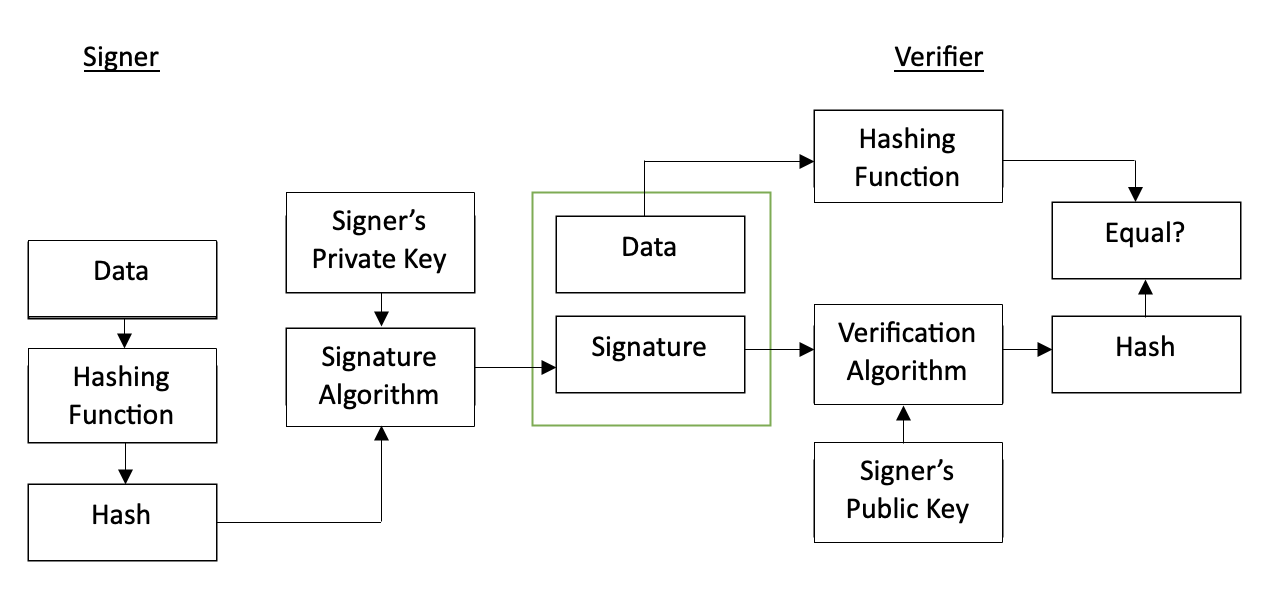 Signer
Data
Hashing
Function
Hash
Signer’s
Private Key
Signature
Algorithm
Data
Signature
Verifier
Hashing
Function
Verification
Algorithm
Signer’s
Public Key
Equal?
Hash